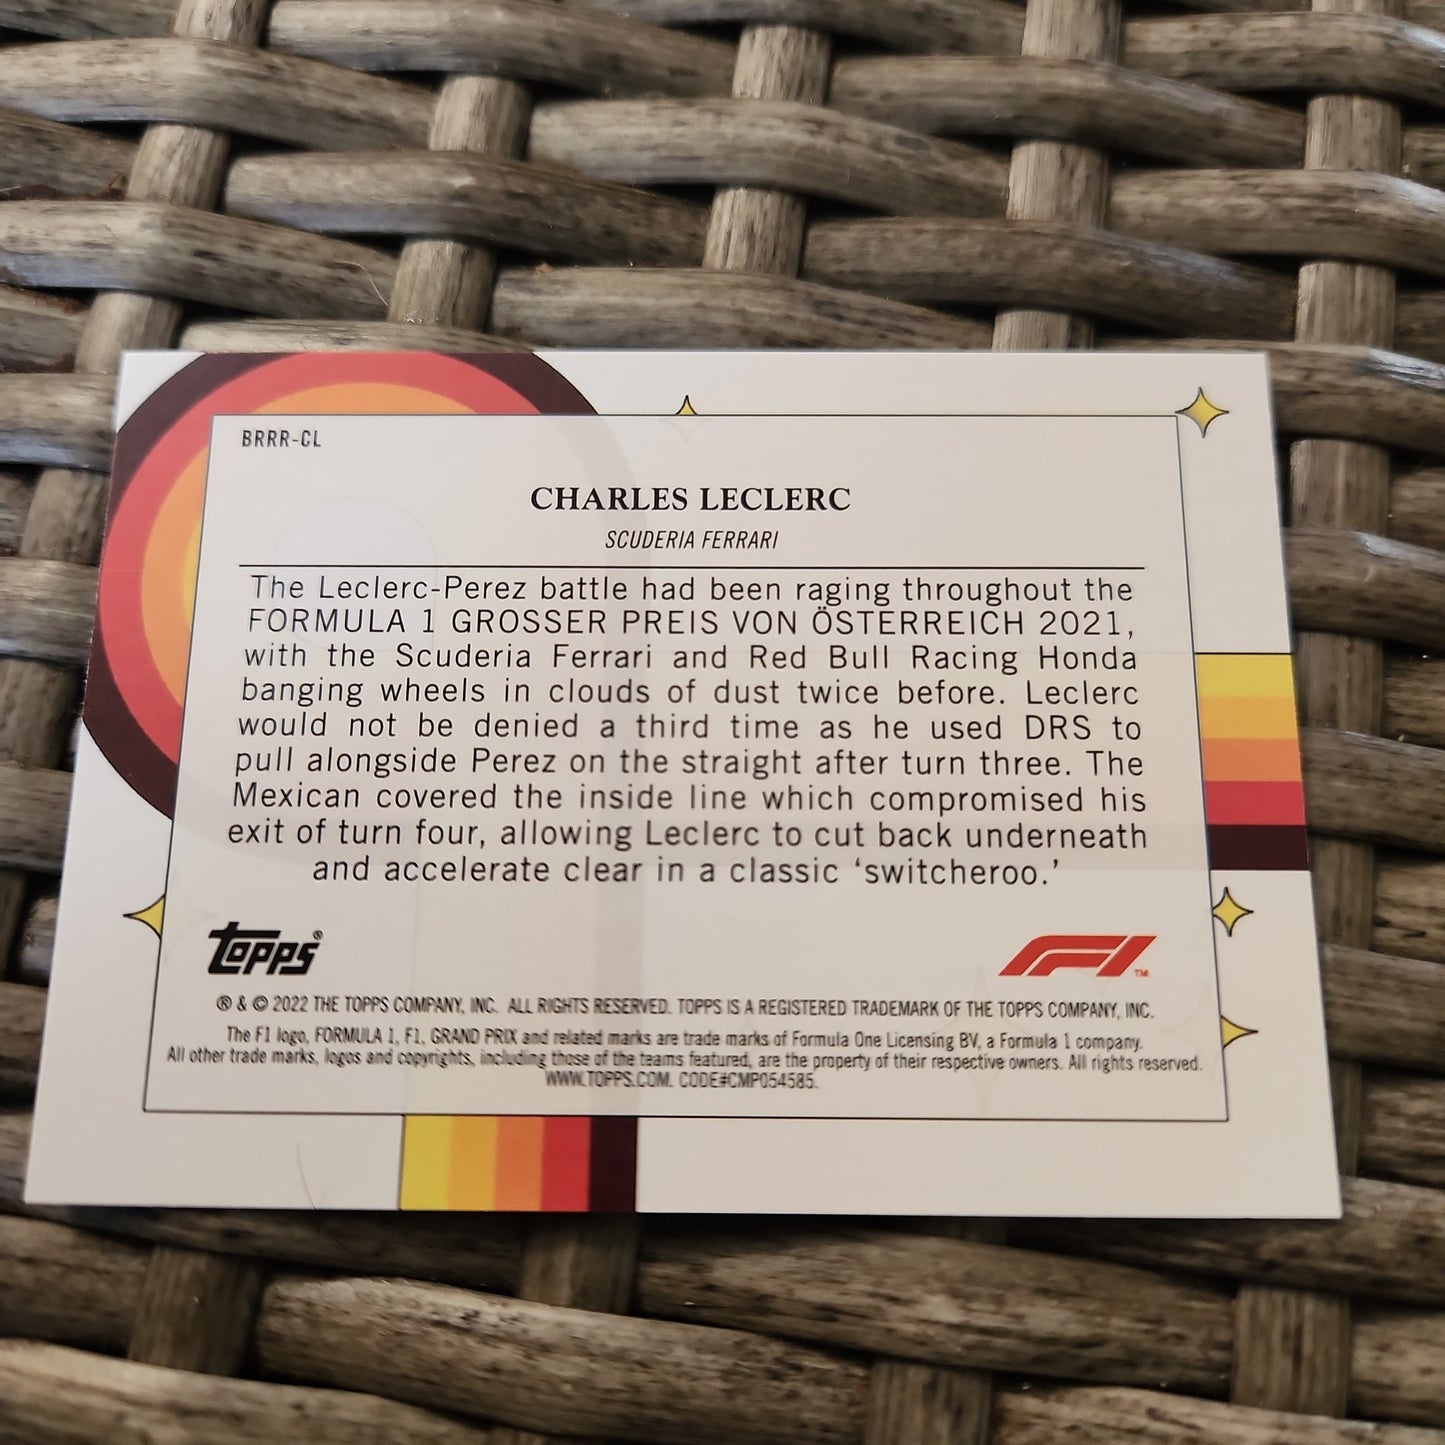 BRRR-CL
CHARLES LECLERC
SCUDERIA FERRARI
The Leclerc-Perez battle had been raging throughout the
FORMULA 1 GROSSER PREIS VON ÖSTERREICH 2021,
with the Scuderia Ferrari and Red Bull Racing Honda
banging wheels in clouds of dust twice before. Leclerc
would not be denied a third time as he used DRS to
pull alongside Perez on the straight after turn three. The
Mexican covered the inside line which compromised his
exit of turn four, allowing Leclerc to cut back underneath
and accelerate clear in a classic ‘switcheroo.’
TOPPS®
F1™
® & © 2022 THE TOPPS COMPANY, INC. ALL RIGHTS RESERVED. TOPPS IS A REGISTERED TRADEMARK OF THE TOPPS COMPANY, INC.
The F1 logo, FORMULA 1, F1, GRAND PRIX and related marks are trade marks of Formula One Licensing BV, a Formula 1 company.
All other trade marks, logos and copyrights, including those of the teams featured, are the property of their respective owners. All rights reserved.
WWW.TOPPS.COM. CODE#CMP054585.